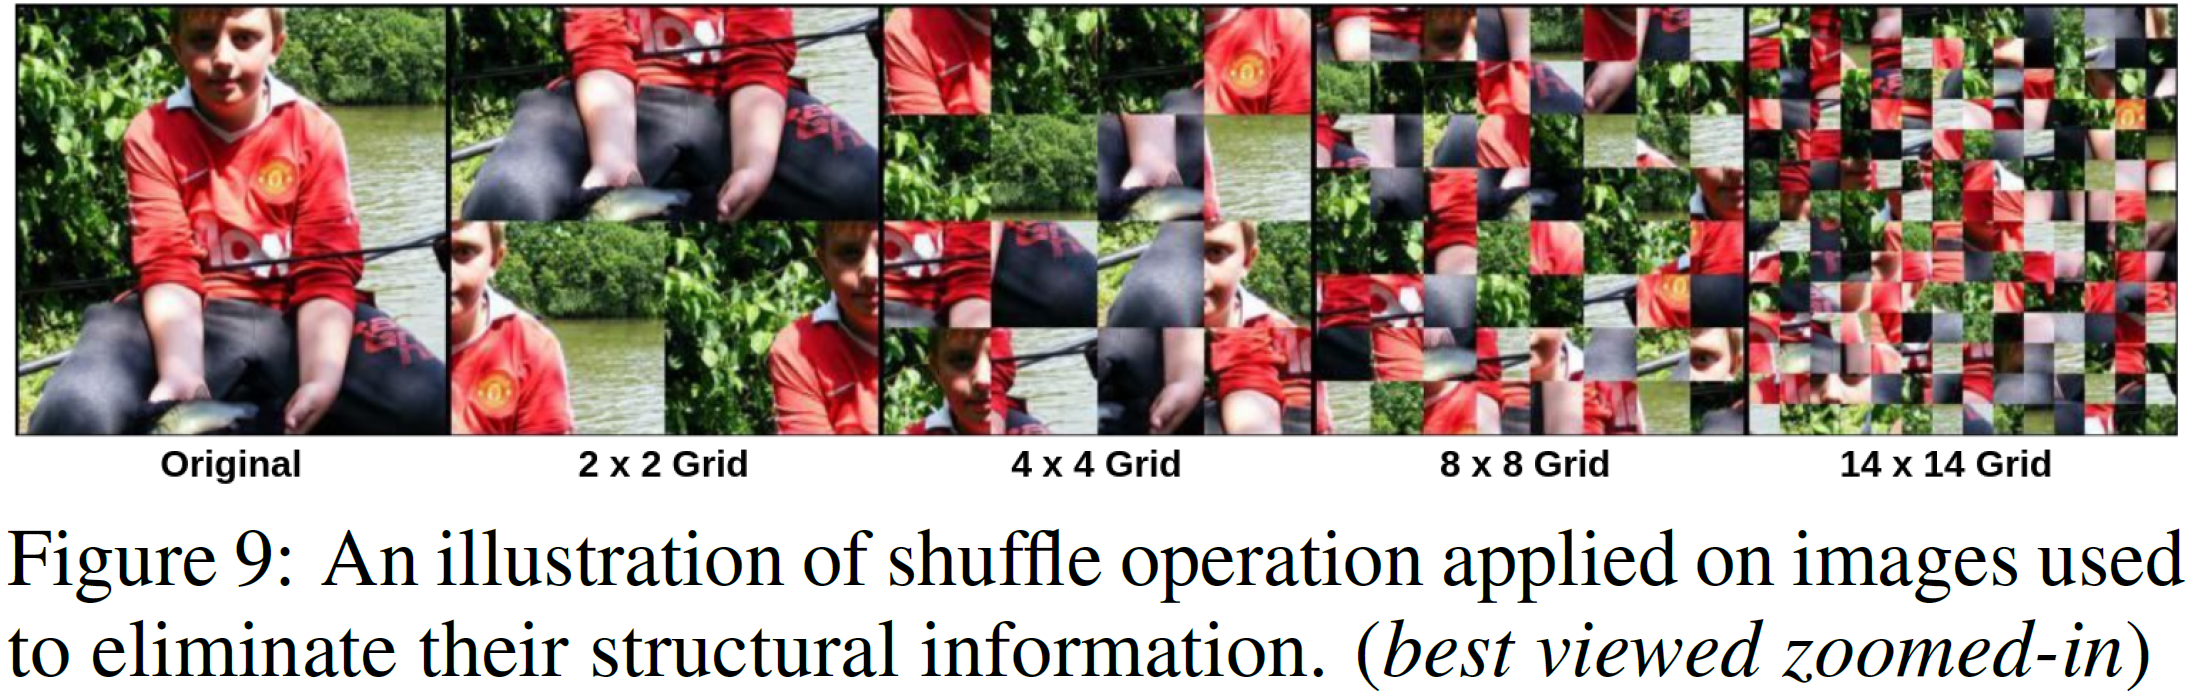 Original
2 x 2 Grid
4 x 4 Grid
8 x 8 Grid
14 x 14 Grid
Figure 9: An illustration of shuffle operation applied on images used
to eliminate their structural information. (best viewed zoomed-in)